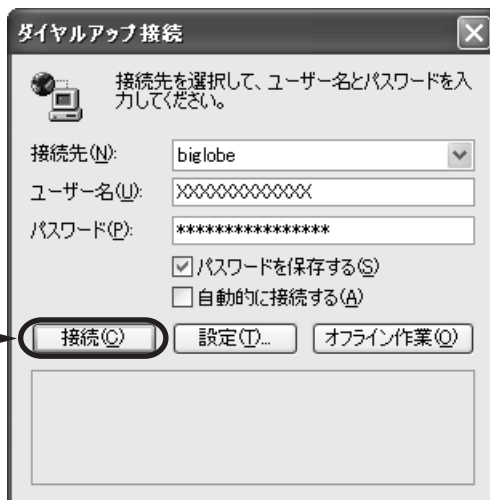 ダイヤルアップ接続
接続先を選択して、ユーザー名とパスワードを入
力してください。
接続先(N): biglobe
ユーザー名(U): XXXXXXXXXXXXX
パスワード(P): ****************
パスワードを保存する(S)
自動的に接続する(A)
接続(C) 設定(T)... オフライン作業(O)